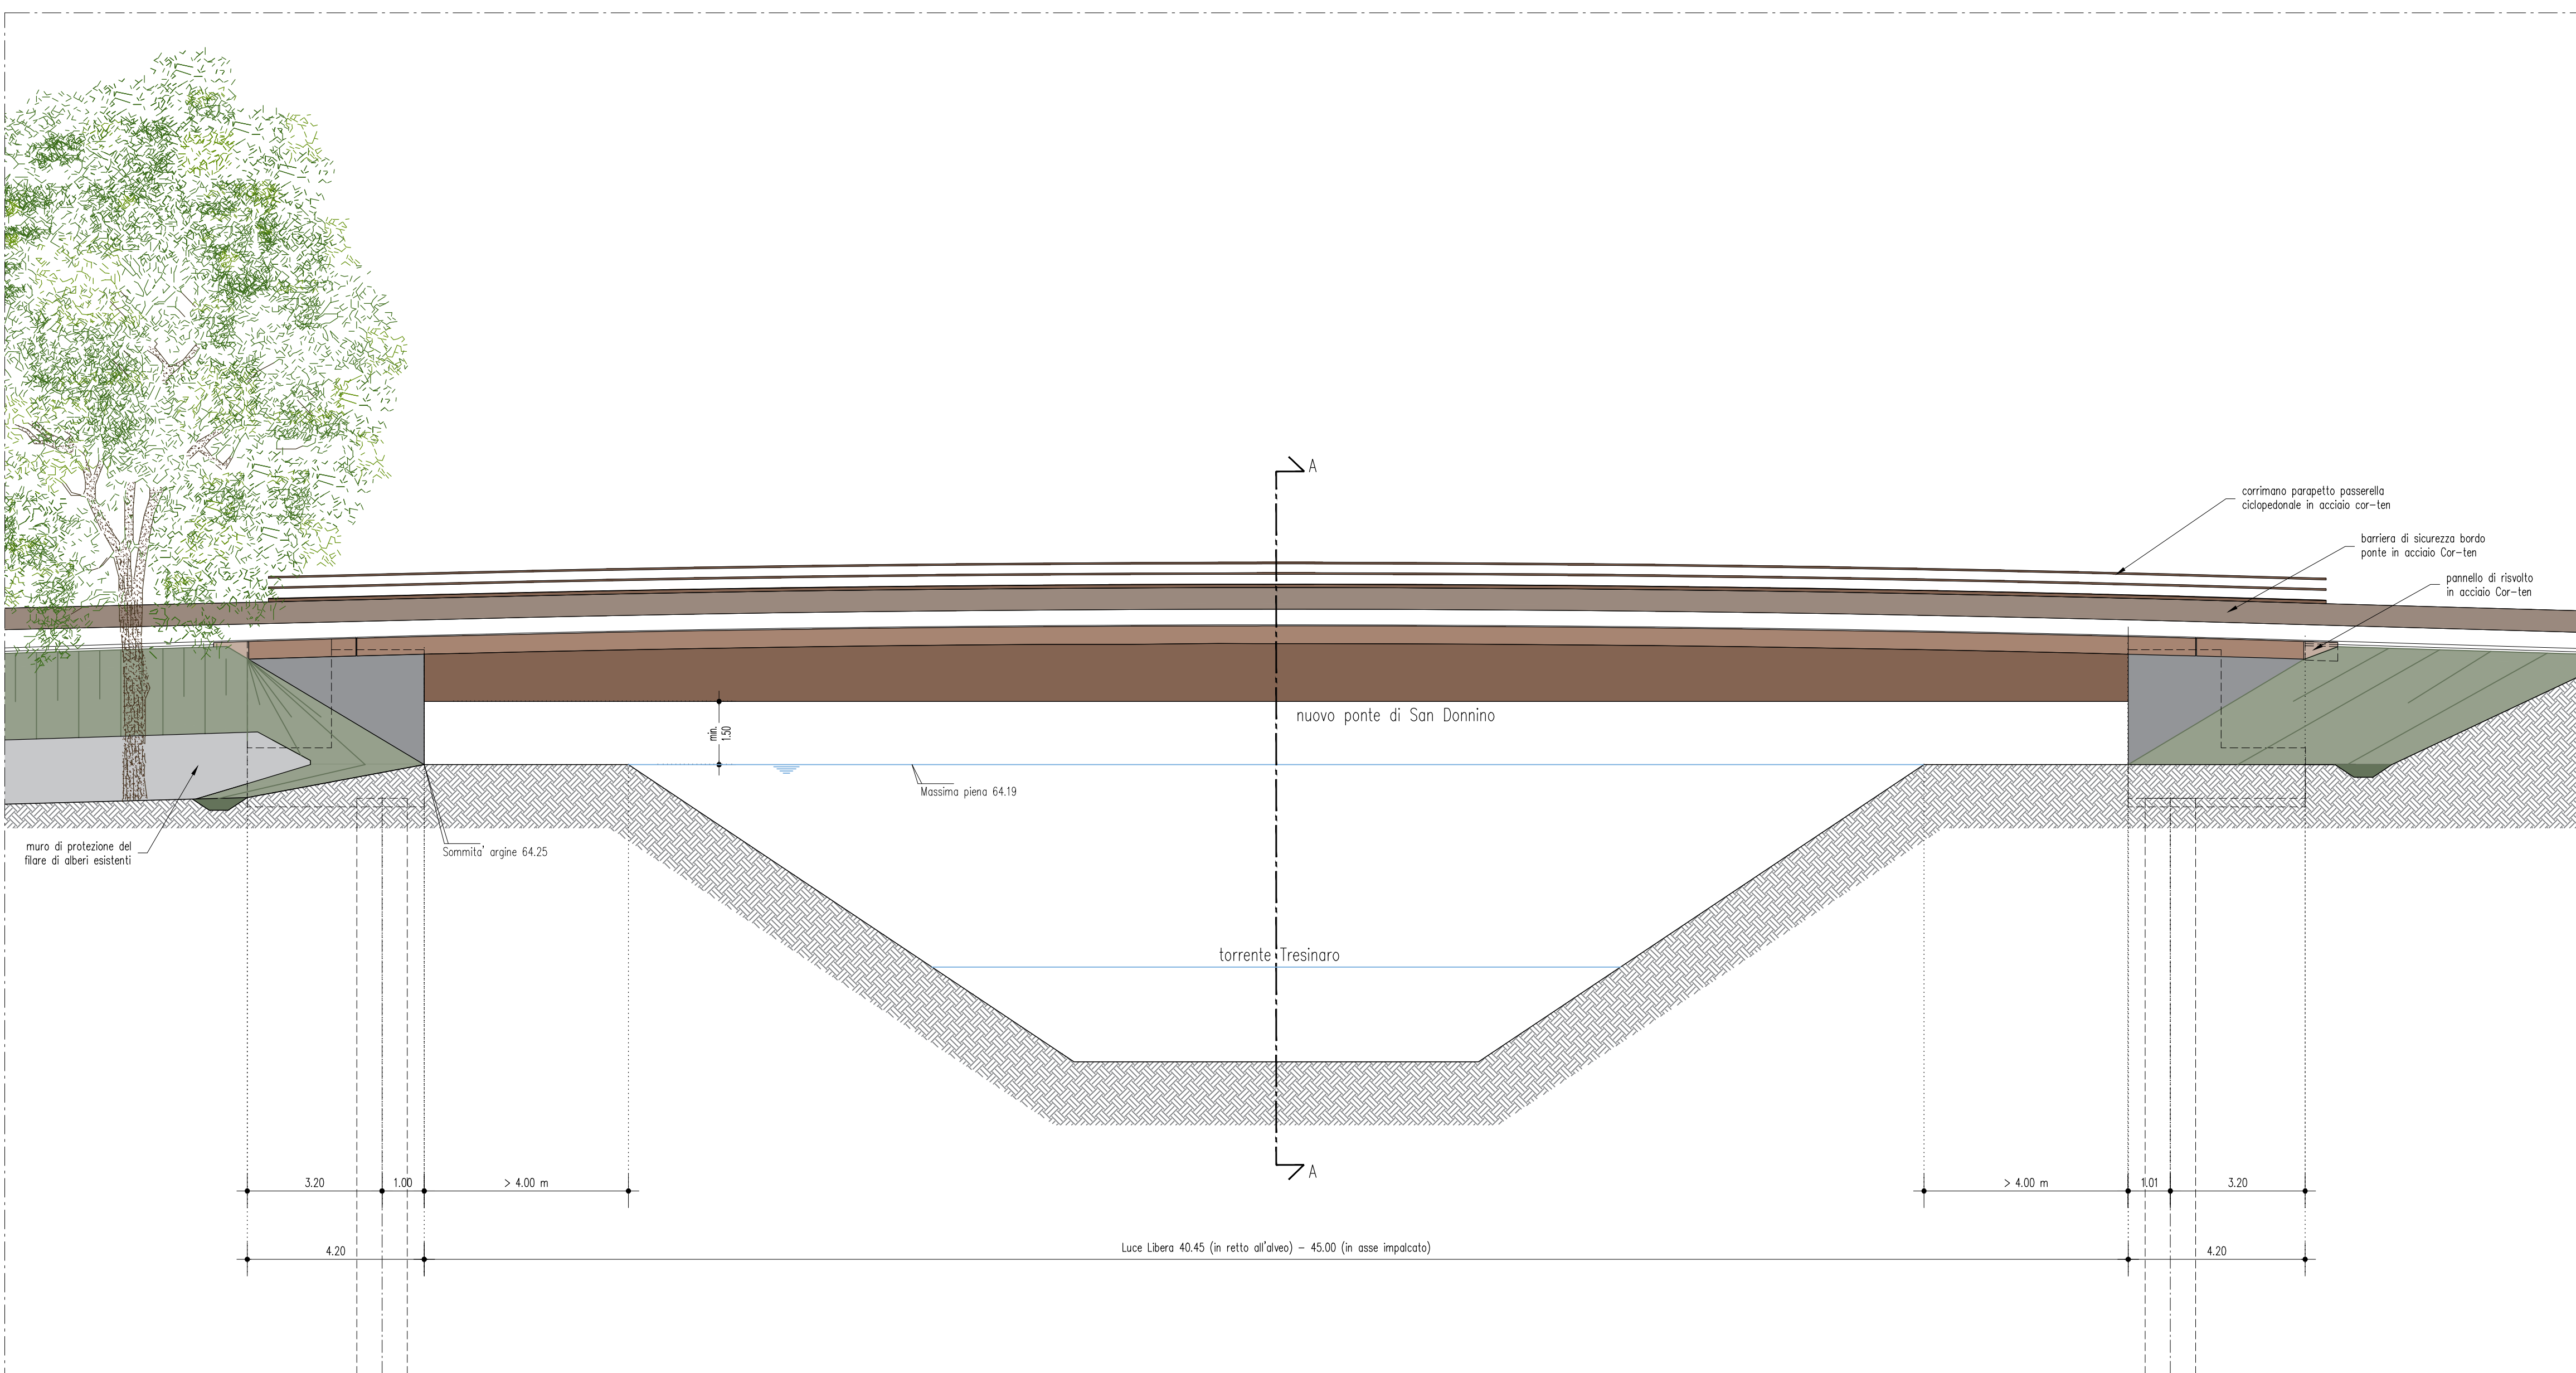 A
corrimano parapetto passerella
ciclopedonale in acciaio cor-ten
barriera di sicurezza bordo
ponte in acciaio Cor-ten
pannello di risvolto
in acciaio Cor-ten
nuovo ponte di San Donnino
min.
1.50
Massima piena 64.19
muro di protezione del
filare di alberi esistenti
Sommita' argine 64.25
torrente Tresinaro
A
3.20
1.00
> 4.00 m
> 4.00 m
1.01
3.20
4.20
Luce Libera 40.45 (in retto all'alveo) - 45.00 (in asse impalcato)
4.20